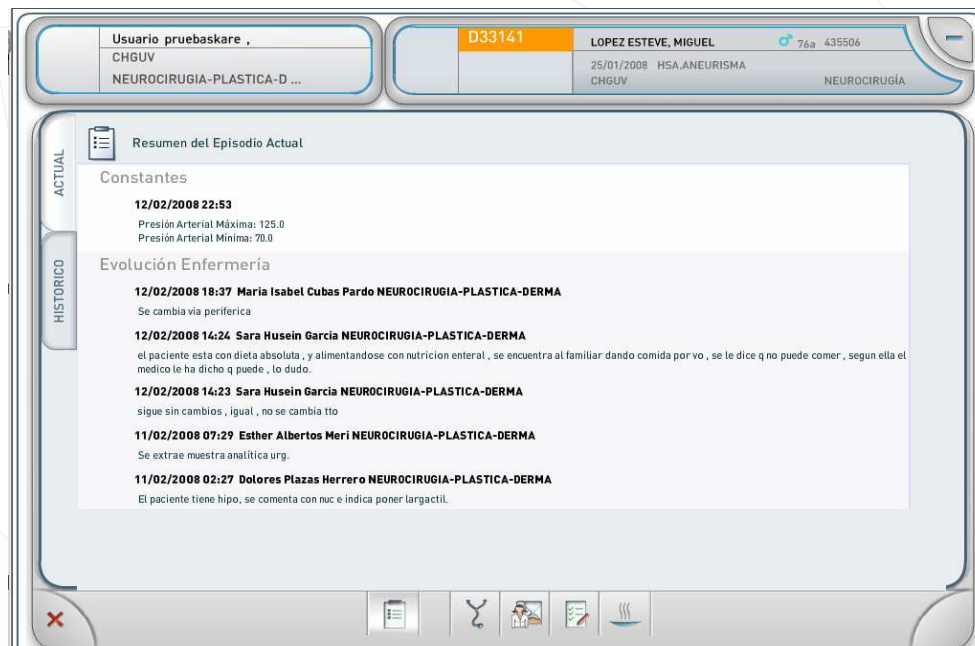 Usuario pruebaskare ,
CHGUV
NEUROCIRUGIA-PLASTICA-D ...
D33141
LOPEZ ESTEVE, MIGUEL 76a 435506
25/01/2008 HSA.ANEURISMA
CHGUV NEUROCIRUGÍA
ACTUAL
HISTORICO
Resumen del Episodio Actual
Constantes
12/02/2008 22:53
Presión Arterial Máxima: 125.0
Presión Arterial Mínima: 70.0
Evolución Enfermería
12/02/2008 18:37 Maria Isabel Cubas Pardo NEUROCIRUGIA-PLASTICA-DERMA
Se cambia via periferica
12/02/2008 14:24 Sara Husein Garcia NEUROCIRUGIA-PLASTICA-DERMA
el paciente esta con dieta absoluta , y alimentandose con nutricion enteral , se encuentra al familiar dando comida por vo , se le dice q no puede comer , segun ella el
medico le ha dicho q puede , lo dudo.
12/02/2008 14:23 Sara Husein Garcia NEUROCIRUGIA-PLASTICA-DERMA
sigue sin cambios , igual , no se cambia tto
11/02/2008 07:29 Esther Albertos Meri NEUROCIRUGIA-PLASTICA-DERMA
Se extrae muestra analítica urg.
11/02/2008 02:27 Dolores Plazas Herrero NEUROCIRUGIA-PLASTICA-DERMA
El paciente tiene hipo, se comenta con nuc e indica poner largactil.